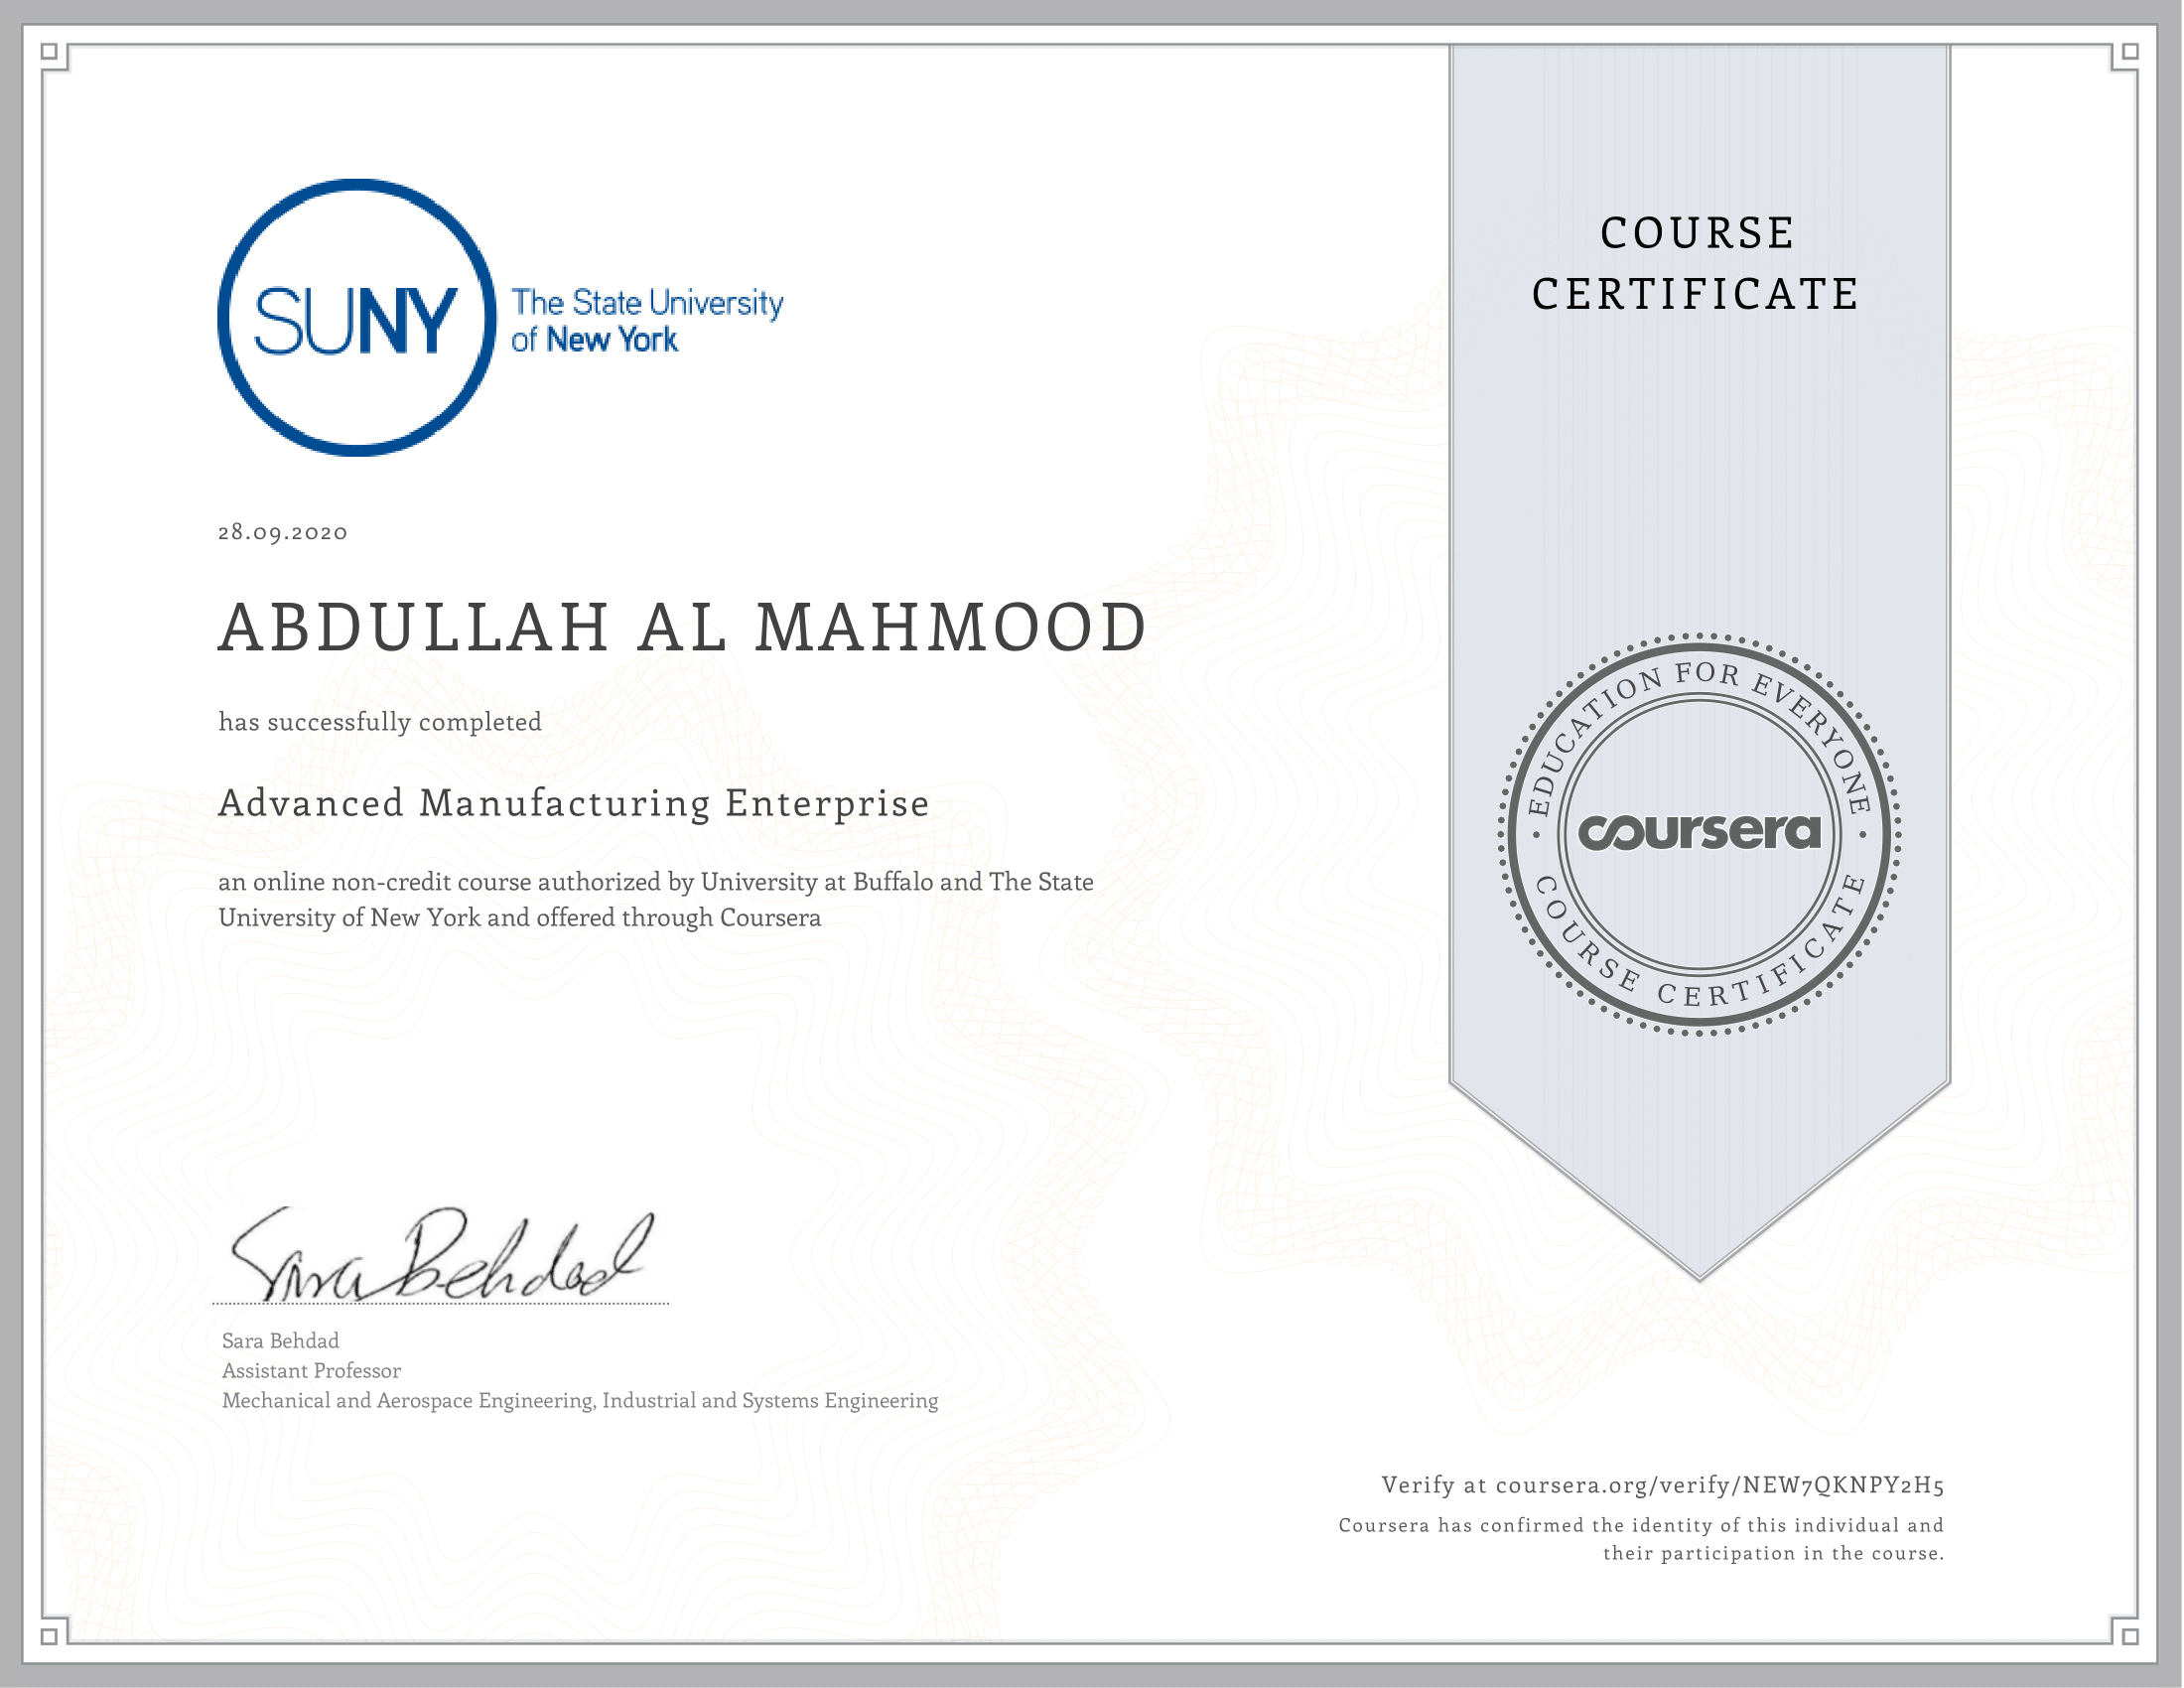 SUNY
The State University
of New York
COURSE
CERTIFICATE
28.09.2020
ABDULLAH AL MAHMOOD
has successfully completed
Advanced Manufacturing Enterprise
an online non-credit course authorized by University at Buffalo and The State
University of New York and offered through Coursera
EDUCATION FOR EVERYONE
coursera
COURSE CERTIFICATE
Sara Behdad
Sara Behdad
Assistant Professor
Mechanical and Aerospace Engineering, Industrial and Systems Engineering
Verify at coursera.org/verify/NEW7QKNPY2H5
Coursera has confirmed the identity of this individual and
their participation in the course.